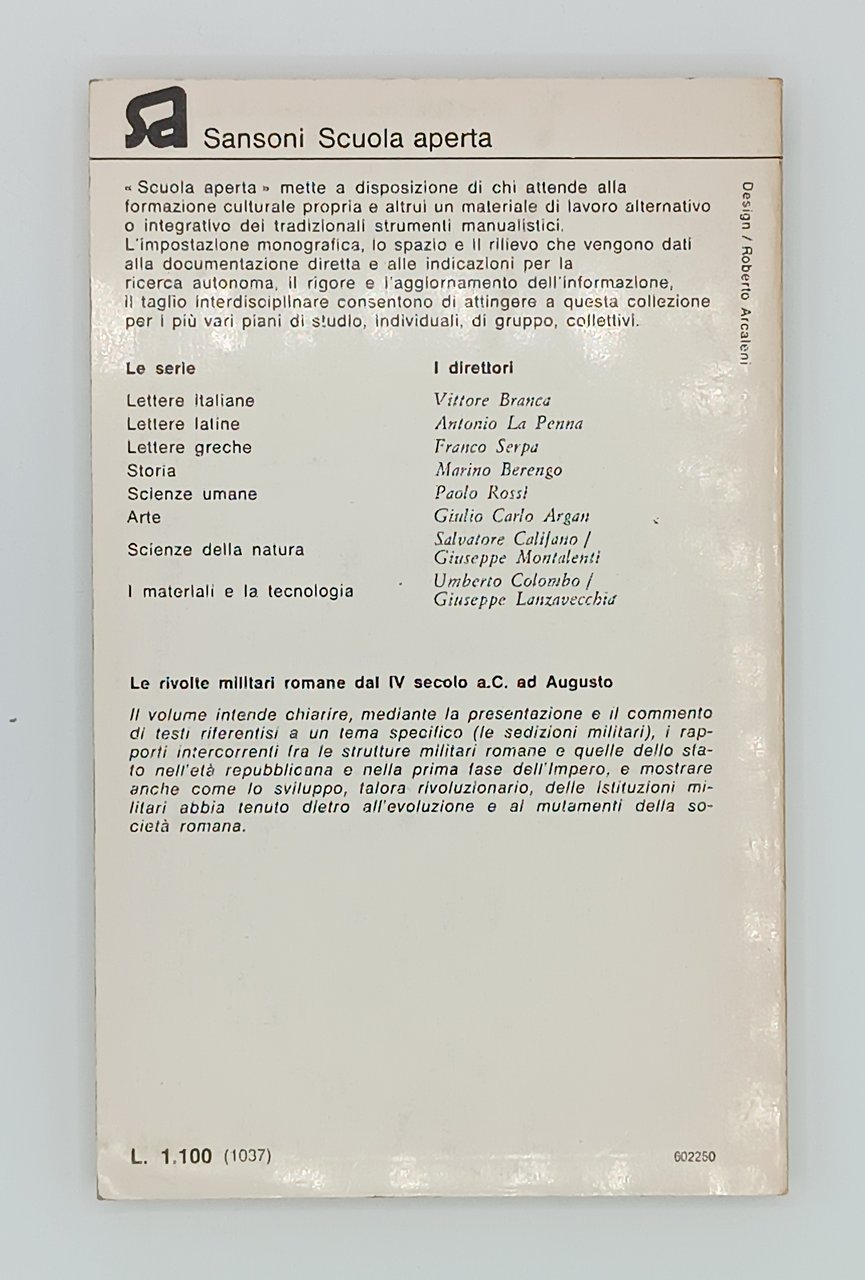 sa
Sansoni Scuola aperta
« Scuola aperta » mette a disposizione di chi attende alla
formazione culturale propria e altrui un materiale di lavoro alternativo
o integrativo dei tradizionali strumenti manualistici.
L'impostazione monografica, lo spazio e il rilievo che vengono dati
alla documentazione diretta e alle indicazioni per la
ricerca autonoma, il rigore e l'aggiornamento dell'informazione,
il taglio interdisciplinare consentono di attingere a questa collezione
per i più vari piani di studio, individuali, di gruppo, collettivi.
Design / Roberto Arcaleni
Le serie I direttori
Lettere italiane Vittore Branca
Lettere latine Antonio La Penna
Lettere greche Franco Serpa
Storia Marino Berengo
Scienze umane Paolo Rossi
Arte Giulio Carlo Argan
Scienze della natura Salvatore Califano /
Giuseppe Montalenti
I materiali e la tecnologia Umberto Colombo /
Giuseppe Lanzavecchia
Le rivolte militari romane dal IV secolo a.C. ad Augusto
Il volume intende chiarire, mediante la presentazione e il commento
di testi riferentisi a un tema specifico (le sedizioni militari), i rap-
porti intercorrenti fra le strutture militari romane e quelle dello sta-
to nell'età repubblicana e nella prima fase dell'Impero, e mostrare
anche come lo sviluppo, talora rivoluzionario, delle istituzioni mi-
litari abbia tenuto dietro all'evoluzione e ai mutamenti della so-
cietà romana.
L. 1.100 (1037)
602250